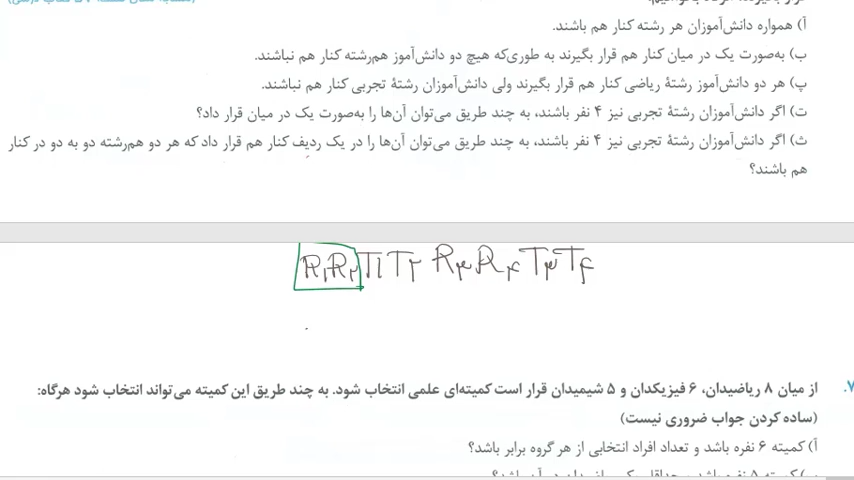 آ) همواره دانش‌آموزان هر رشته کنار هم باشند.
ب) به‌صورت یک در میان کنار هم قرار بگیرند به طوری‌که هیچ دو دانش‌آموز هم‌رشته کنار هم نباشند.
پ) هر دو دانش‌آموز رشتهٔ ریاضی کنار هم قرار بگیرند ولی دانش‌آموزان رشتهٔ تجربی کنار هم نباشند.
ت) اگر دانش‌آموزان رشتهٔ تجربی نیز ۴ نفر باشند، به چند طریق می‌توان آن‌ها را به‌صورت یک در میان قرار داد؟
ث) اگر دانش‌آموزان رشتهٔ تجربی نیز ۴ نفر باشند، به چند طریق می‌توان آن‌ها را در یک ردیف کنار هم قرار داد که هر دو هم‌رشته دو به دو در کنار
هم باشند؟
R۱R۲ T۱ T۲ R۳ R۴ T۳ T۴
۷. از میان ۸ ریاضیدان، ۶ فیزیکدان و ۵ شیمیدان قرار است کمیته‌ای علمی انتخاب شود. به چند طریق این کمیته می‌تواند انتخاب شود هرگاه:
(ساده کردن جواب ضروری نیست)
آ) کمیته ۶ نفره باشد و تعداد افراد انتخابی از هر گروه برابر باشد؟